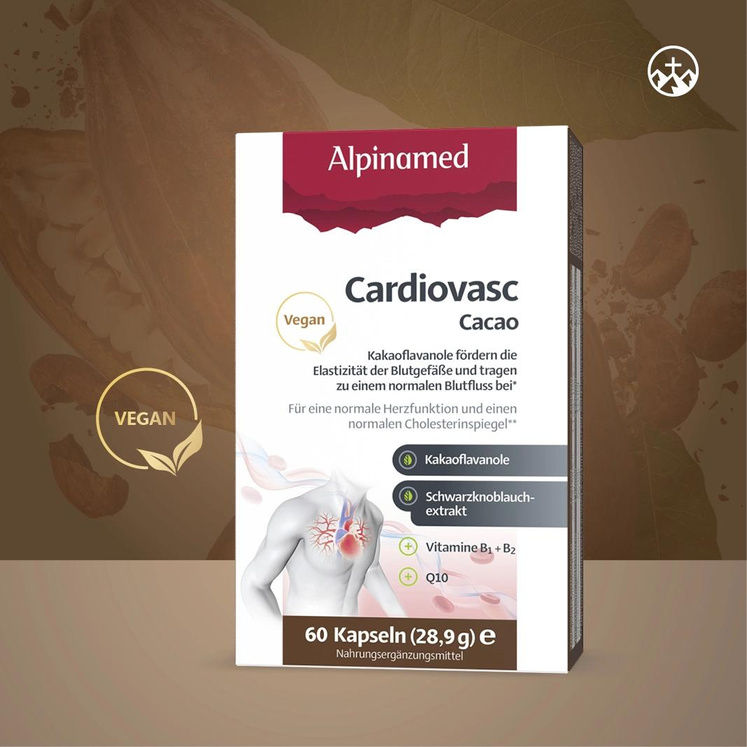 Alpinamed
Cardiovasc
Cacao
Vegan
Kakaoflavanole fördern die
Elastizität der Blutgefäße und tragen
zu einem normalen Blutfluss bei*
Für eine normale Herzfunktion und einen
normalen Cholesterinspiegel**
VEGAN
Kakaoflavanole
Schwarzknoblauch-
extrakt
Vitamine B₁ + B₂
Q10
60 Kapseln (28,9 g) ℮
Nahrungsergänzungsmittel